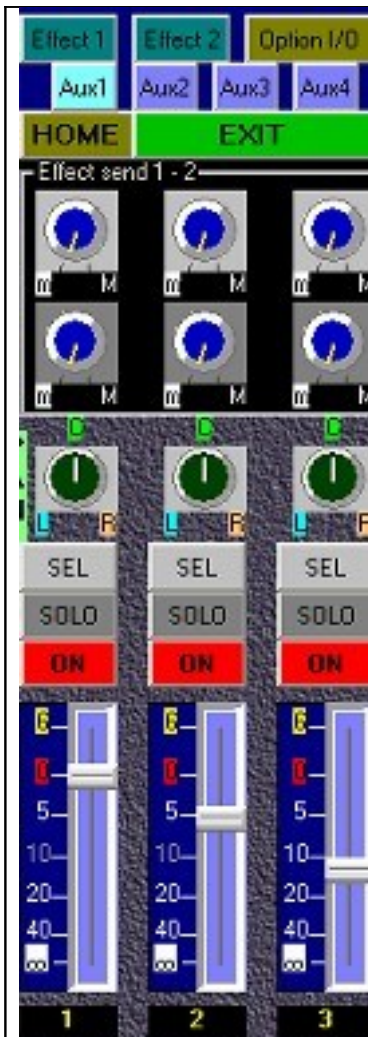 Effect 1 Effect 2 Option I/O
Aux1 Aux2 Aux3 Aux4
HOME EXIT
Effect send 1 - 2
m M m M m M
m M m M m M
C C C
L R L R L R
SEL SEL SEL
SOLO SOLO SOLO
ON ON ON
6 6 6
0 0 0
5 5 5
10 10 10
20 20 20
40 40 40
∞ ∞ ∞
1 2 3